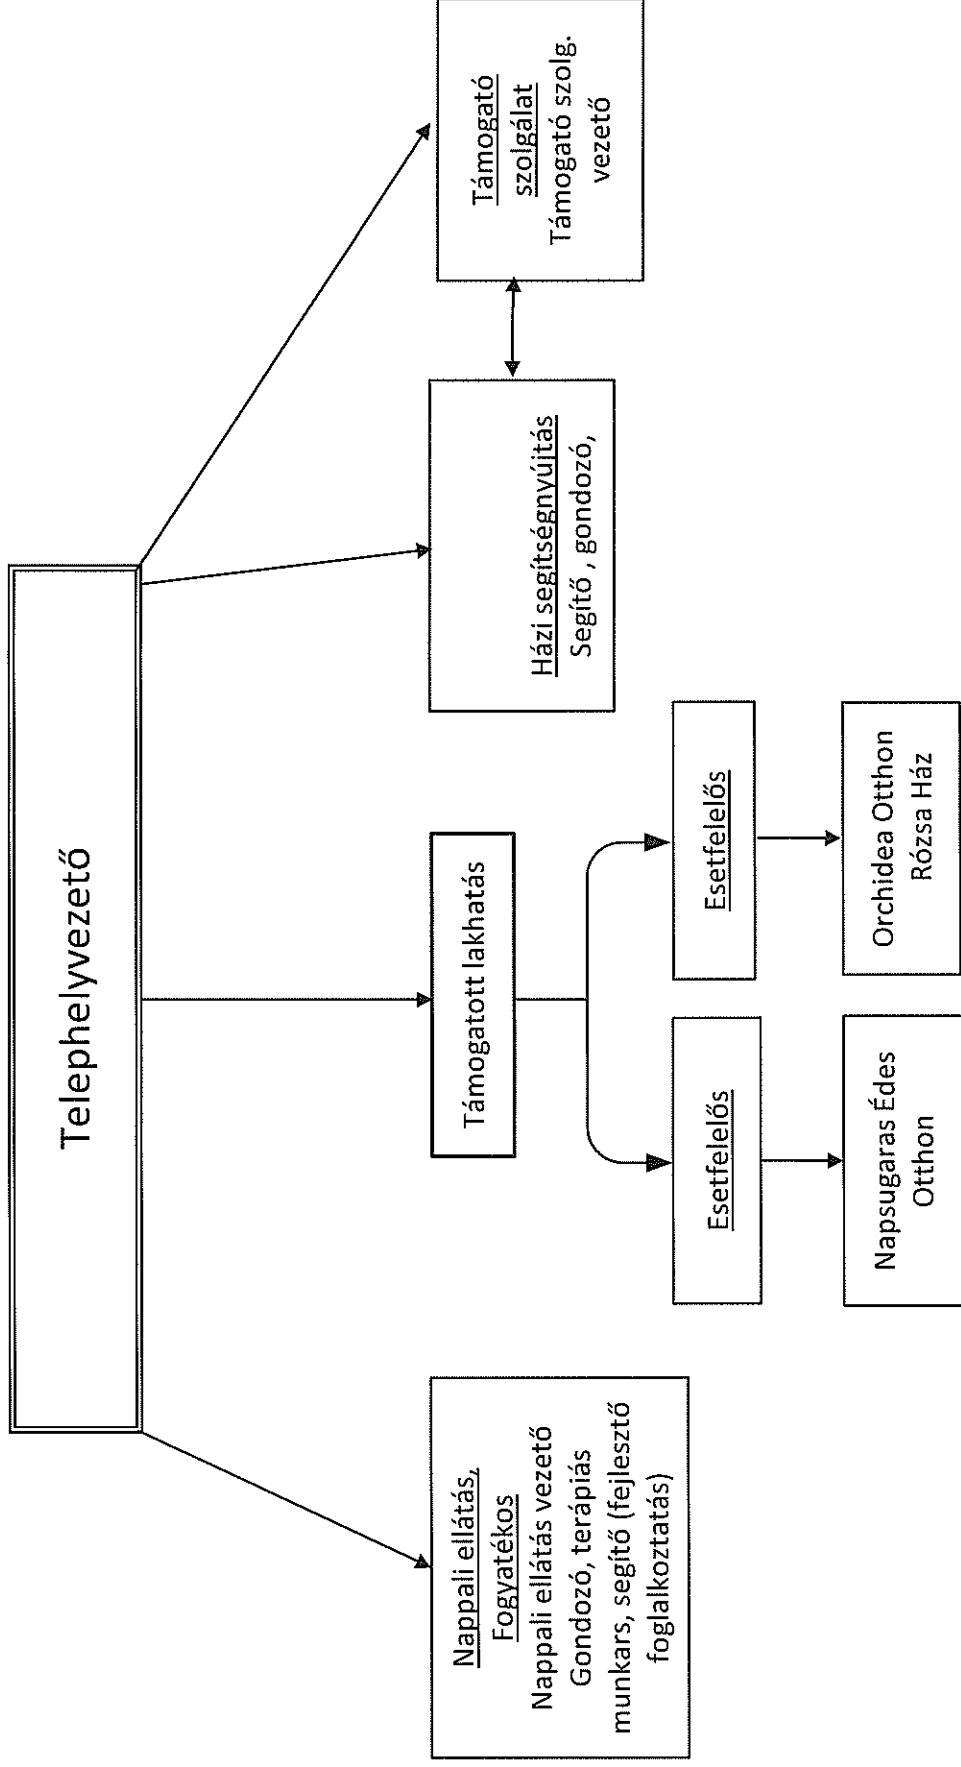 Telephelyvezető
Nappali ellátás,
Fogyatékos
Nappali ellátás vezető
Gondozó, terápiás
munkars, segítő (fejlesztő
foglalkoztatás)
Támogatott lakhatás
Esetfelelős
Napsugaras Édes
Otthon
Esetfelelős
Orchidea Otthon
Rózsa Ház
Házi segítségnyújtás
Segítő , gondozó,
Támogató
szolgálat
Támogató szolg.
vezető